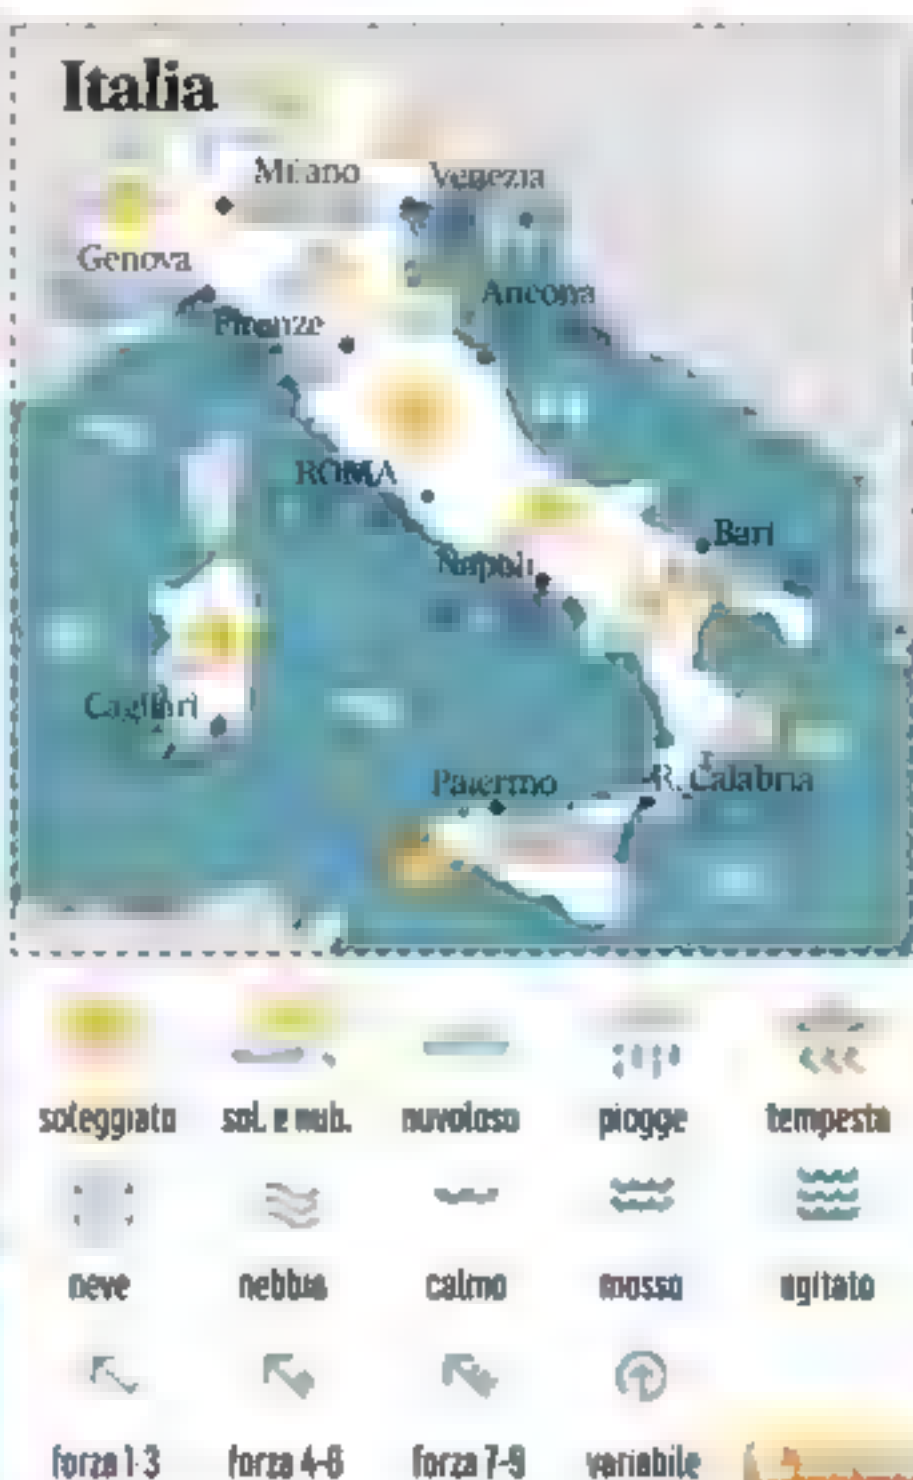 Italia
Milano
Venezia
Genova
Ancona
Firenze
ROMA
Bari
Napoli
Cagliari
Palermo
R. Calabria
soleggiato sol. e nub. nuvoloso piogge tempesta
neve nebbia calmo mosso agitato
forza 1-3 forza 4-6 forza 7-9 variabile